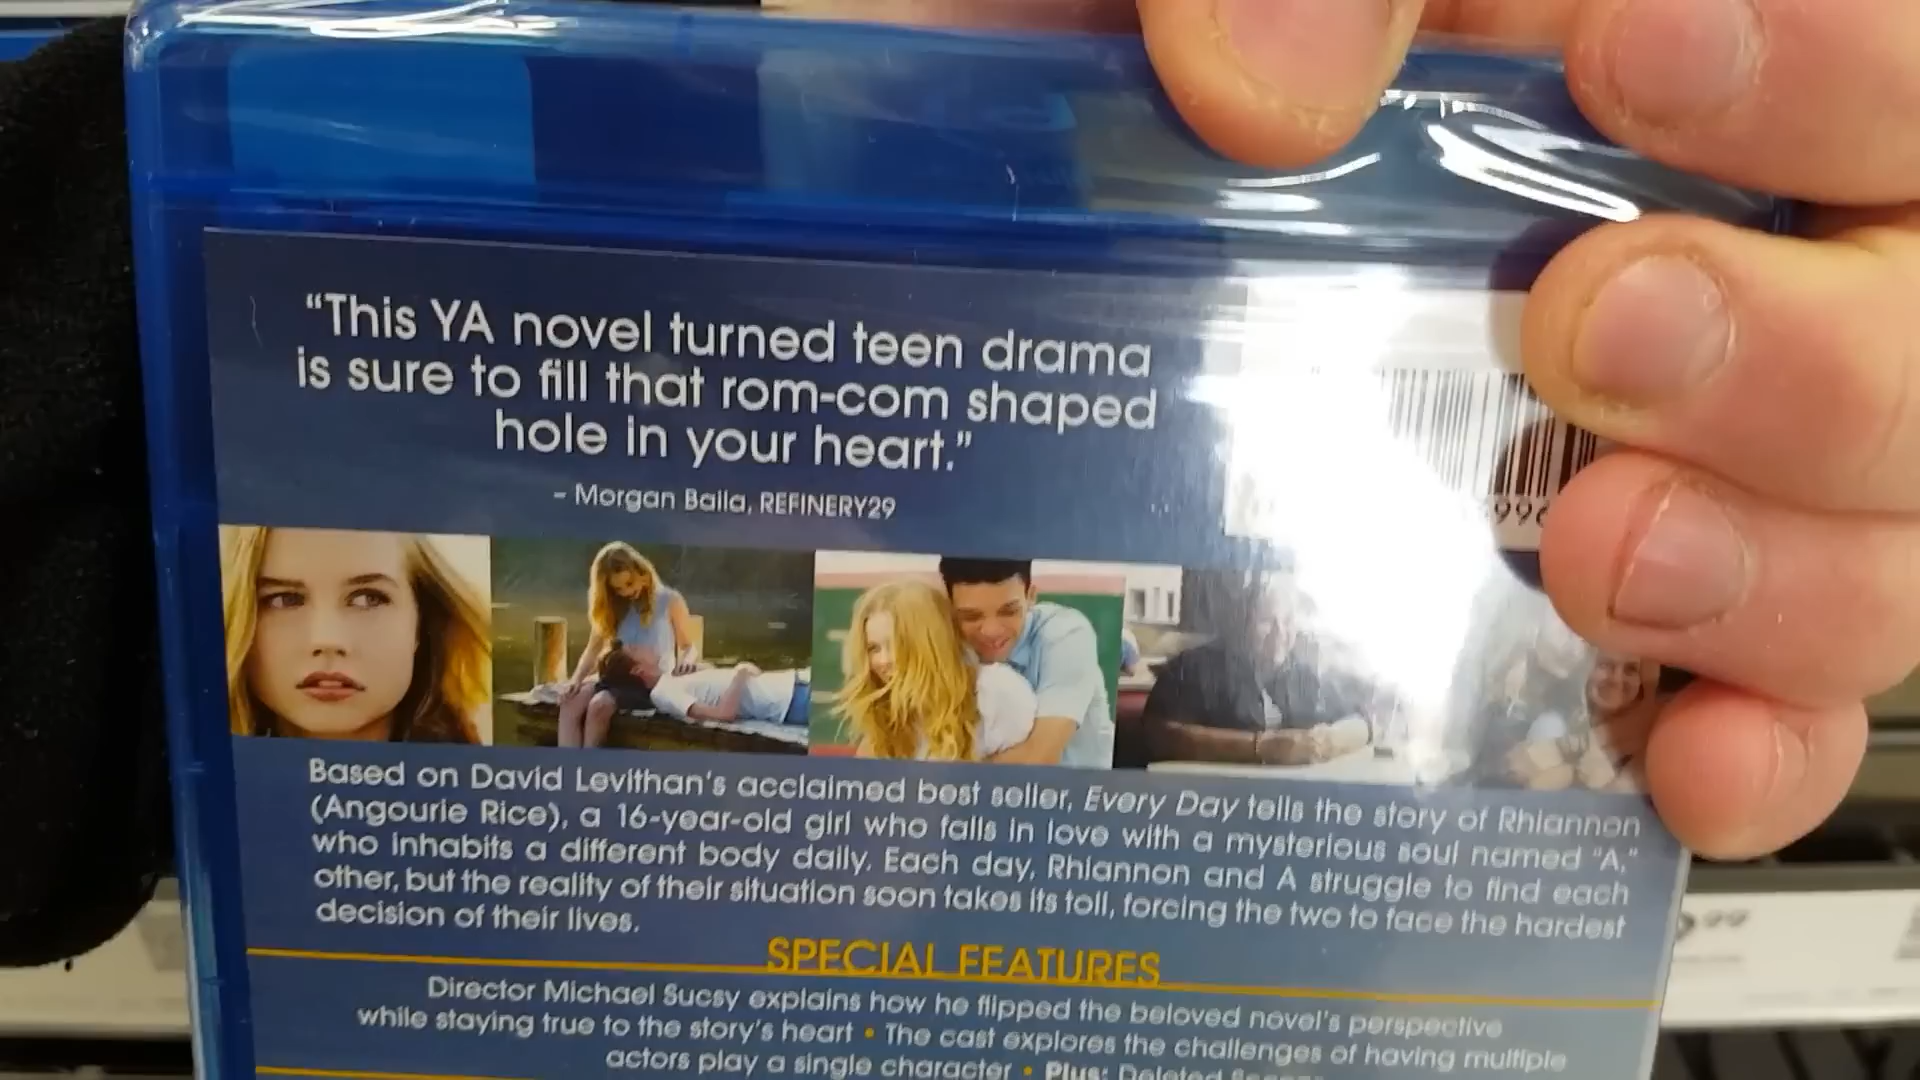 “This YA novel turned teen drama
is sure to fill that rom-com shaped
hole in your heart.”
– Morgan Baila, REFINERY29
Based on David Levithan's acclaimed best seller, Every Day tells the story of Rhiannon
(Angourie Rice), a 16-year-old girl who falls in love with a mysterious soul named “A,”
who inhabits a different body daily. Each day, Rhiannon and A struggle to find each
other, but the reality of their situation soon takes its toll, forcing the two to face the hardest
decision of their lives.
SPECIAL FEATURES
Director Michael Sucsy explains how he flipped the beloved novel's perspective
while staying true to the story's heart • The cast explores the challenges of having multiple
actors play a single character • Plus: Deleted